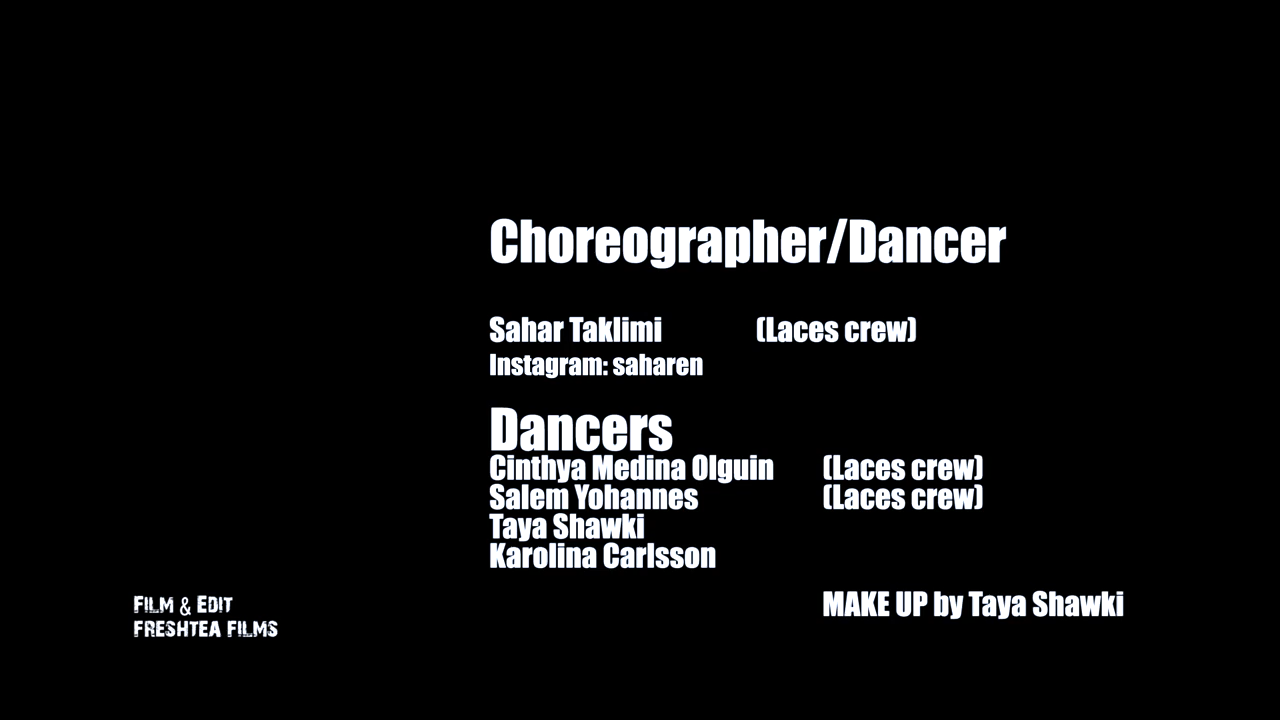 Choreographer/Dancer
Sahar Taklimi (Laces crew)
Instagram: saharen
Dancers
Cinthya Medina Olguin (Laces crew)
Salem Yohannes (Laces crew)
Taya Shawki
Karolina Carlsson
MAKE UP by Taya Shawki
FILM & EDIT
FRESHTEA FILMS